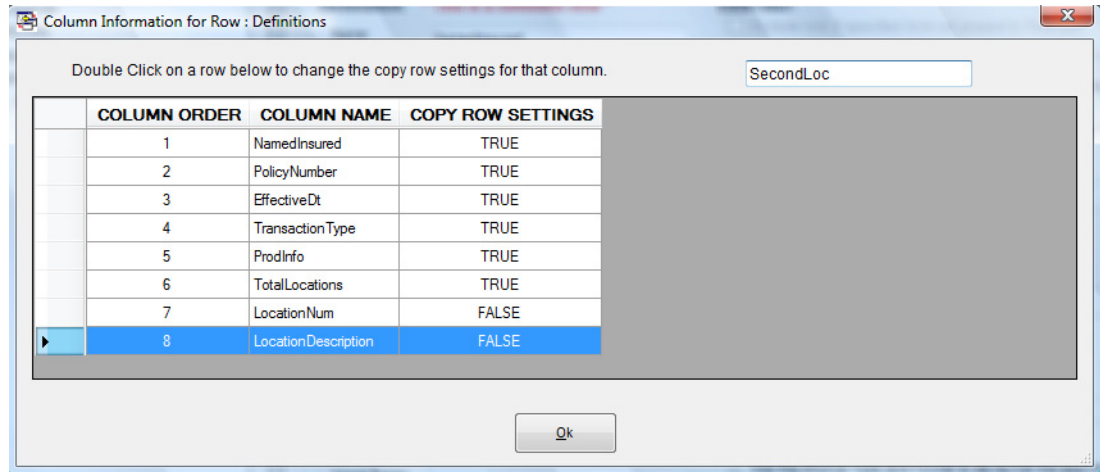 Column Information for Row : Definitions
Double Click on a row below to change the copy row settings for that column.
SecondLoc
COLUMN ORDER COLUMN NAME COPY ROW SETTINGS
1 NamedInsured TRUE
2 PolicyNumber TRUE
3 EffectiveDt TRUE
4 TransactionType TRUE
5 ProdInfo TRUE
6 TotalLocations TRUE
7 LocationNum FALSE
8 LocationDescription FALSE
Ok